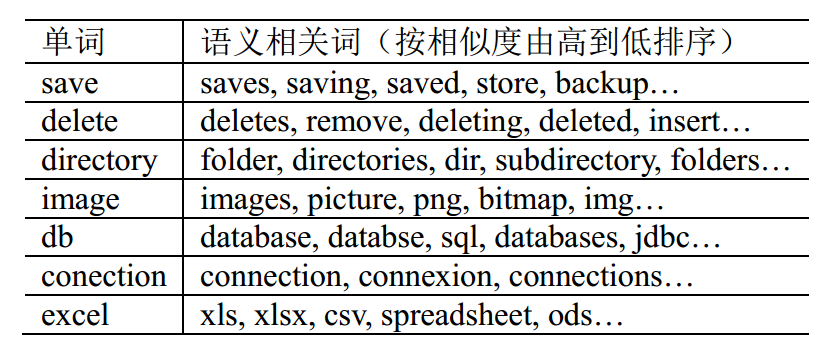 单词 语义相关词（按相似度由高到低排序）
save saves, saving, saved, store, backup…
delete deletes, remove, deleting, deleted, insert…
directory folder, directories, dir, subdirectory, folders…
image images, picture, png, bitmap, img…
db database, databse, sql, databases, jdbc…
conection connection, connexion, connections…
excel xls, xlsx, csv, spreadsheet, ods…